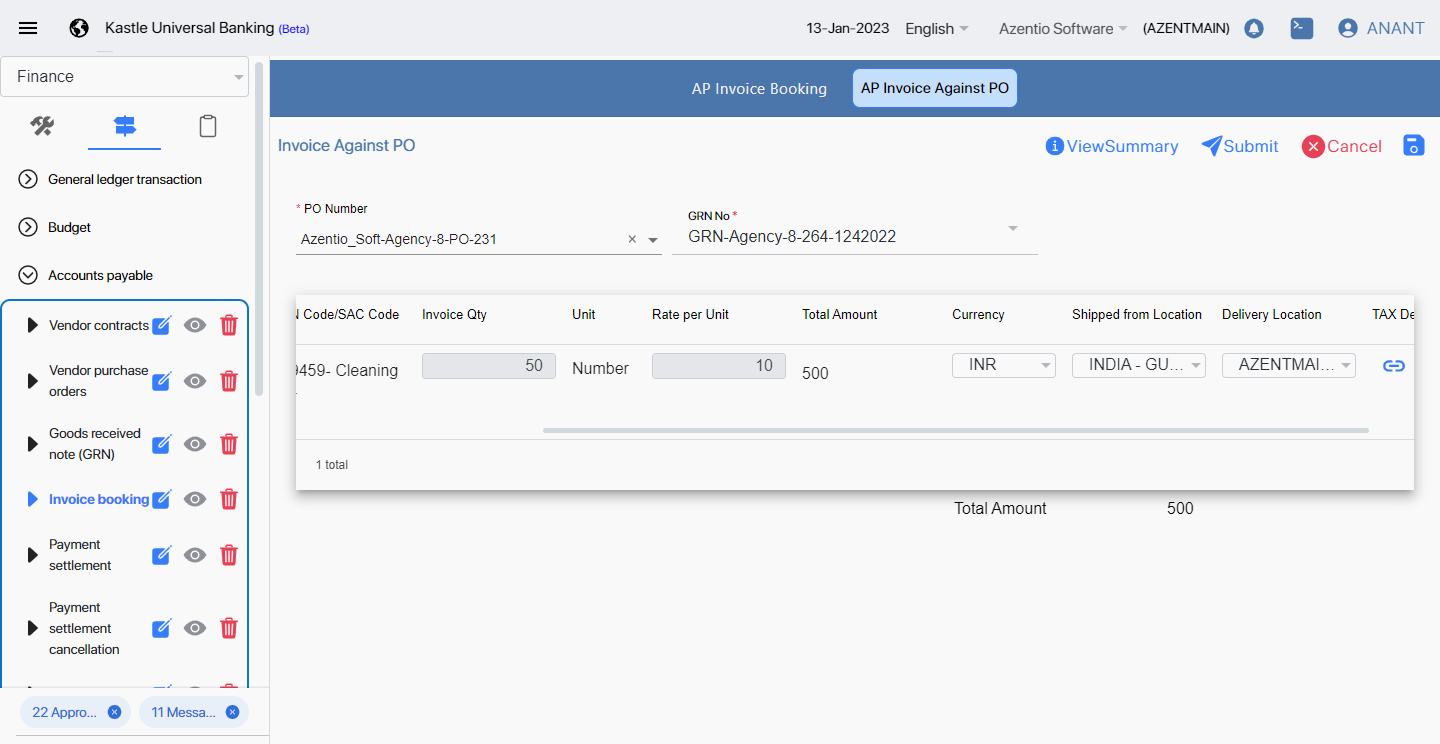 Kastle Universal Banking (Beta)
13-Jan-2023
English
Azentio Software
(AZENTMAIN)
ANANT
Finance
AP Invoice Booking
AP Invoice Against PO
Invoice Against PO
ViewSummary
Submit
Cancel
General ledger transaction
Budget
Accounts payable
Vendor contracts
Vendor purchase
orders
Goods received
note (GRN)
Invoice booking
Payment
settlement
Payment
settlement
cancellation
22 Appro...
11 Messa...
* PO Number
Azentio_Soft-Agency-8-PO-231
GRN No *
GRN-Agency-8-264-1242022
N Code/SAC Code
Invoice Qty
Unit
Rate per Unit
Total Amount
Currency
Shipped from Location
Delivery Location
TAX De
9459- Cleaning
50
Number
10
500
INR
INDIA - GU...
AZENTMAI...
1 total
Total Amount
500